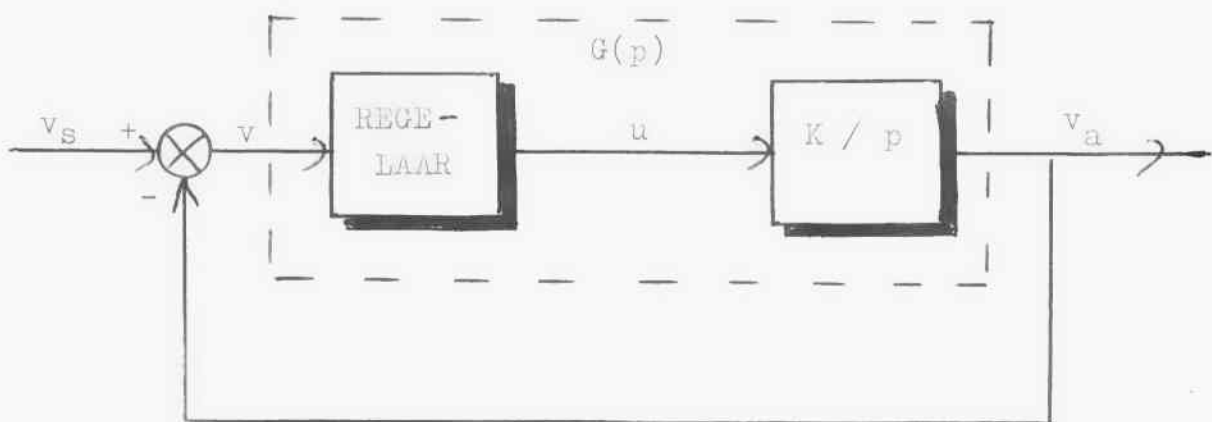 G(p)
v_s
+
v
REGE-
LAAR
u
K / p
v_a
-